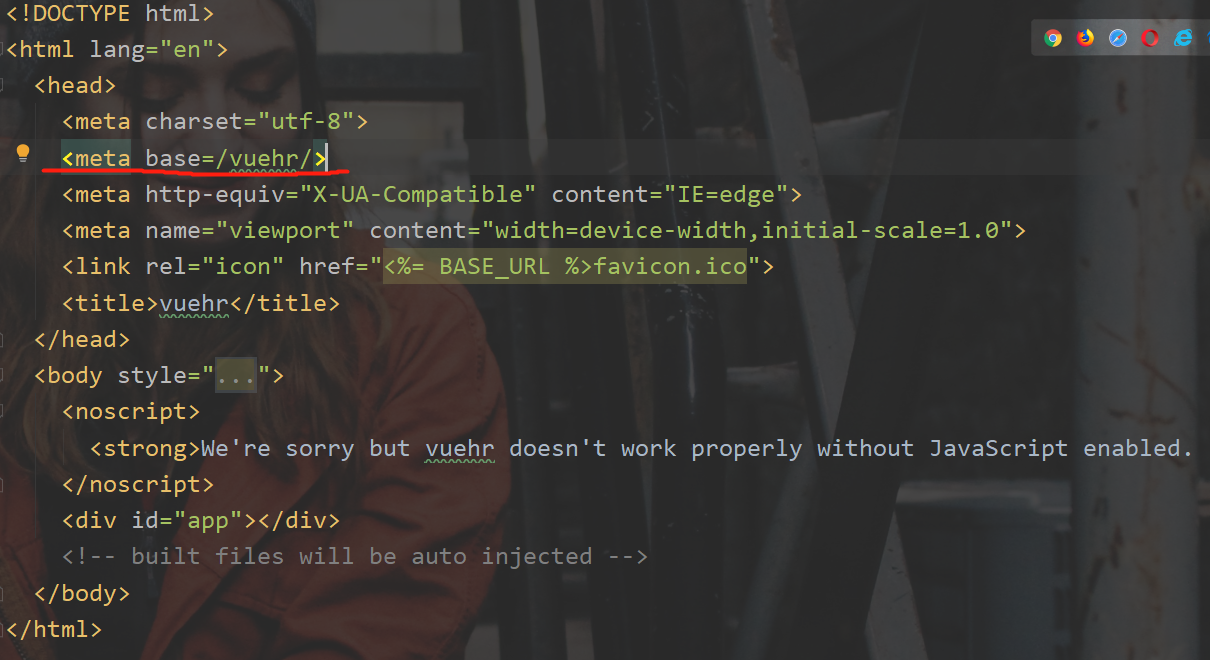 <!DOCTYPE html>
<html lang="en">
<head>
<meta charset="utf-8">
<meta base=/vuehr/>
<meta http-equiv="X-UA-Compatible" content="IE=edge">
<meta name="viewport" content="width=device-width,initial-scale=1.0">
<link rel="icon" href="<%= BASE_URL %>favicon.ico">
<title>vuehr</title>
</head>
<body style="...">
<noscript>
<strong>We're sorry but vuehr doesn't work properly without JavaScript enabled.
</noscript>
<div id="app"></div>
<!-- built files will be auto injected -->
</body>
</html>